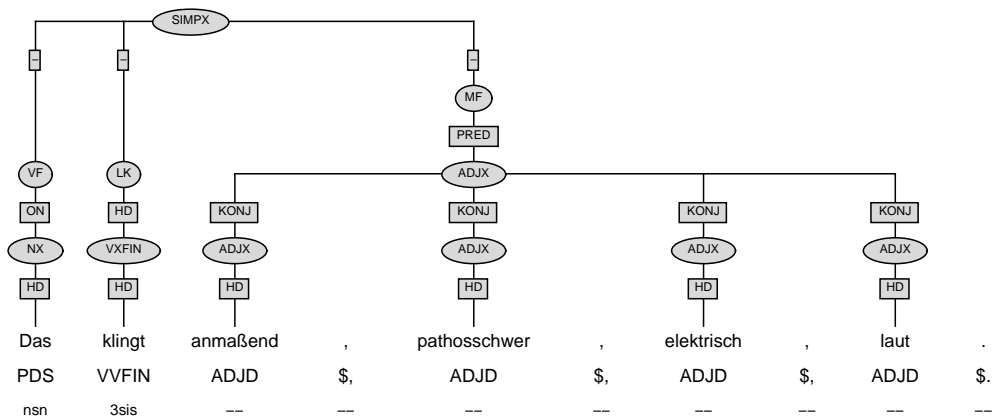 SIMPX
– – –
MF
PRED
VF LK ADJX
ON HD KONJ KONJ KONJ KONJ
NX VXFIN ADJX ADJX ADJX ADJX
HD HD HD HD HD HD
Das klingt anmaßend , pathosschwer , elektrisch , laut .
PDS VVFIN ADJD $, ADJD $, ADJD $, ADJD $.
nsn 3sis –– –– –– –– –– –– –– ––